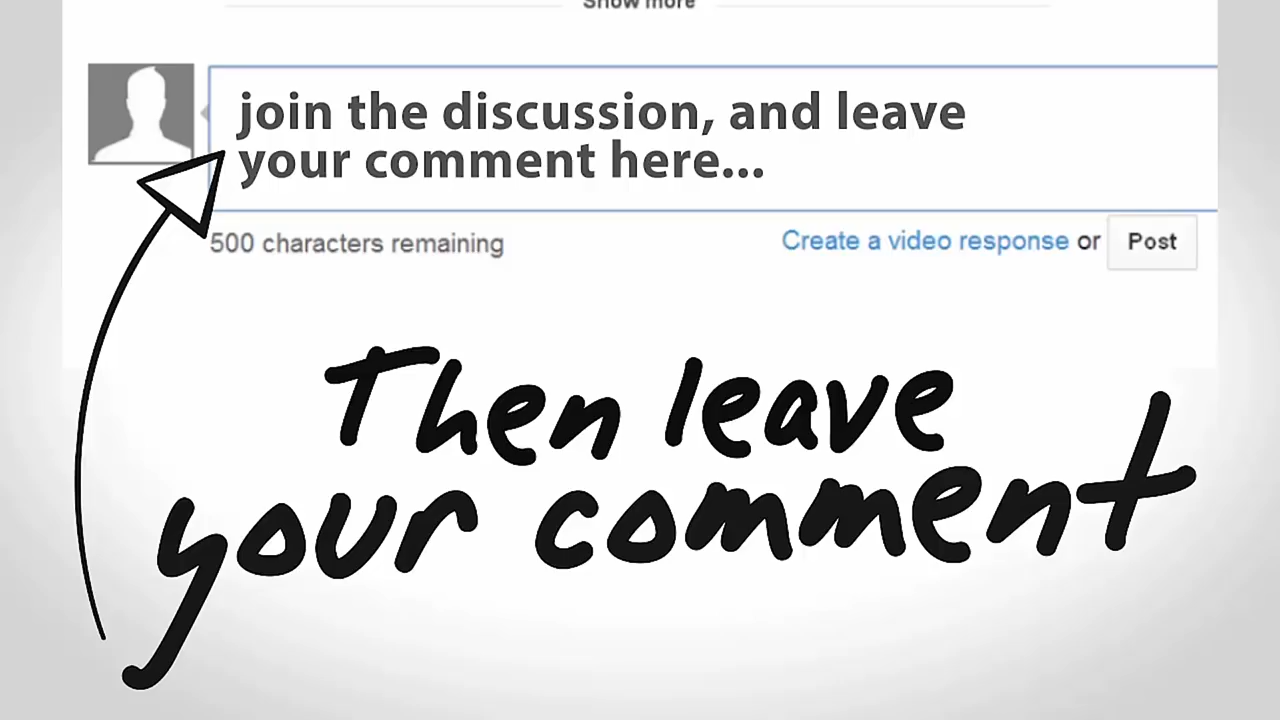 Show more
join the discussion, and leave
your comment here...
500 characters remaining
Create a video response or Post
Then leave
your comment